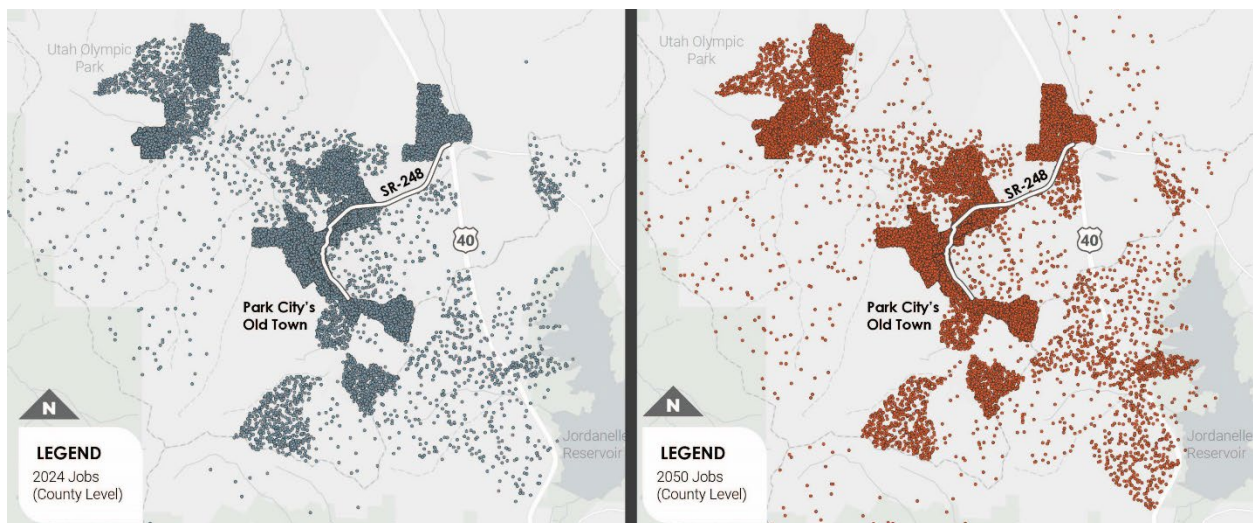 Utah Olympic
Park
SR-248
40
Park City's
Old Town
N
LEGEND
2024 Jobs
(County Level)
Jordanelle
Reservoir
Utah Olympic
Park
SR-248
40
Park City's
Old Town
N
LEGEND
2050 Jobs
(County Level)
Jordanelle
Reservoir